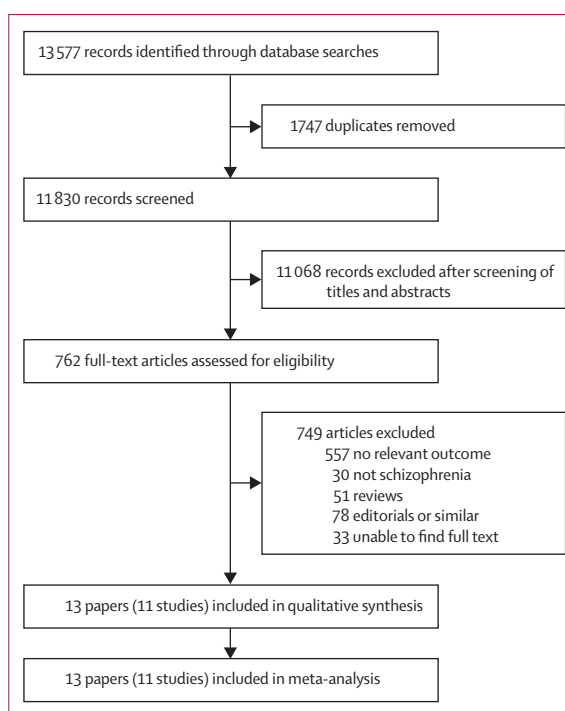 13 577 records identified through database searches
1747 duplicates removed
11 830 records screened
11 068 records excluded after screening of
titles and abstracts
762 full-text articles assessed for eligibility
749 articles excluded
557 no relevant outcome
30 not schizophrenia
51 reviews
78 editorials or similar
33 unable to find full text
13 papers (11 studies) included in qualitative synthesis
13 papers (11 studies) included in meta-analysis